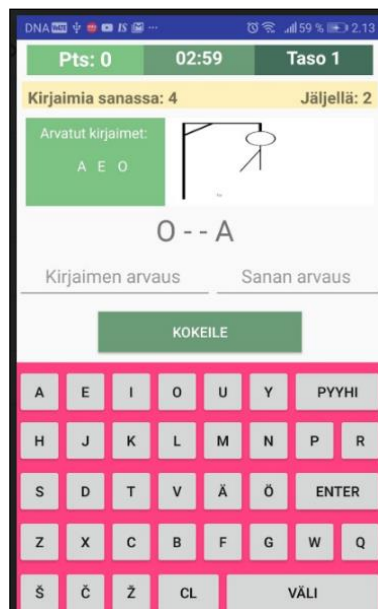 DNA IS ... 59 % 2.13
Pts: 0 02:59 Taso 1
Kirjaimia sanassa: 4 Jäljellä: 2
Arvatut kirjaimet:
A E O
O - - A
Kirjaimen arvaus Sanan arvaus
KOKEILE
A E I O U Y PYYHI
H J K L M N P R
S D T V Ä Ö ENTER
Z X C B F G W Q
Š Č Ž CL VÄLI